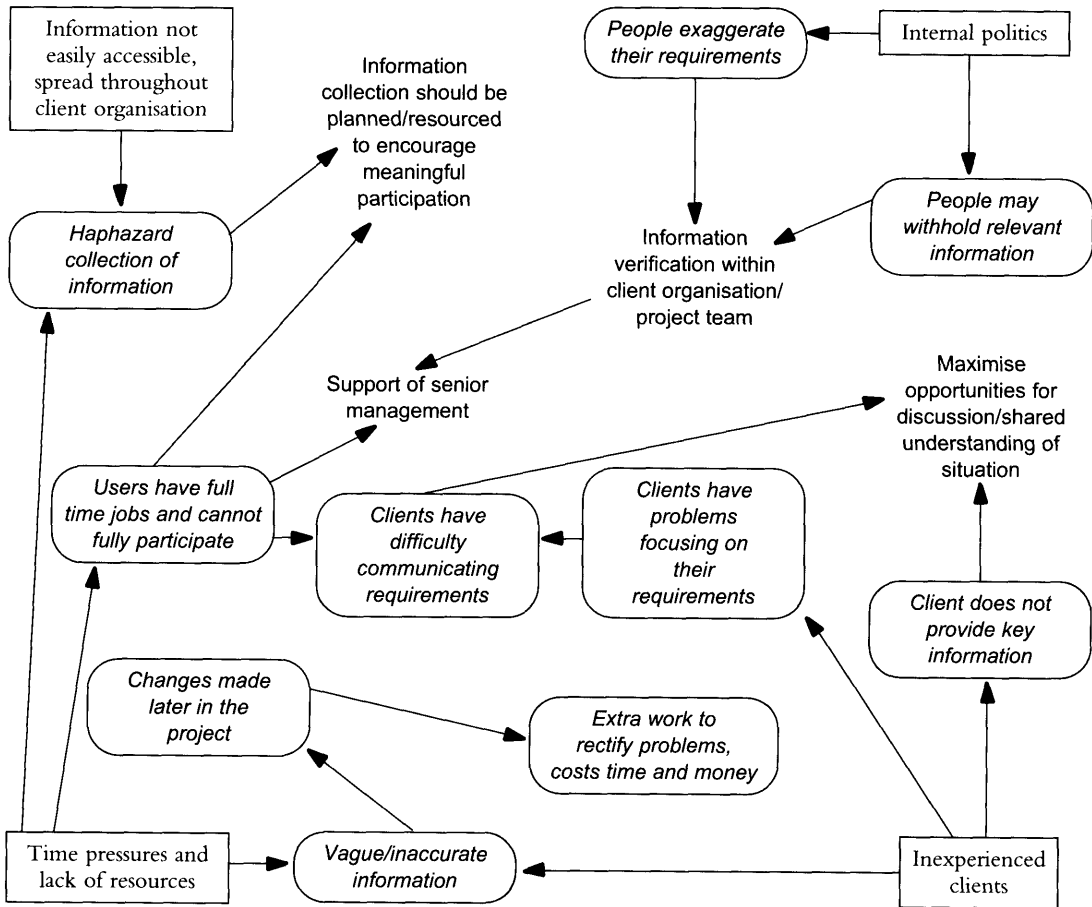 Information not
easily accessible,
spread throughout
client organisation
Information
collection should be
planned/resourced
to encourage
meaningful
participation
People exaggerate
their requirements
Internal politics
Haphazard
collection of
information
People may
withhold relevant
information
Information
verification within
client organisation/
project team
Support of senior
management
Maximise
opportunities for
discussion/shared
understanding of
situation
Users have full
time jobs and cannot
fully participate
Clients have
difficulty
communicating
requirements
Clients have
problems
focusing on
their
requirements
Client does not
provide key
information
Changes made
later in the
project
Extra work to
rectify problems,
costs time and money
Time pressures and
lack of resources
Vague/inaccurate
information
Inexperienced
clients